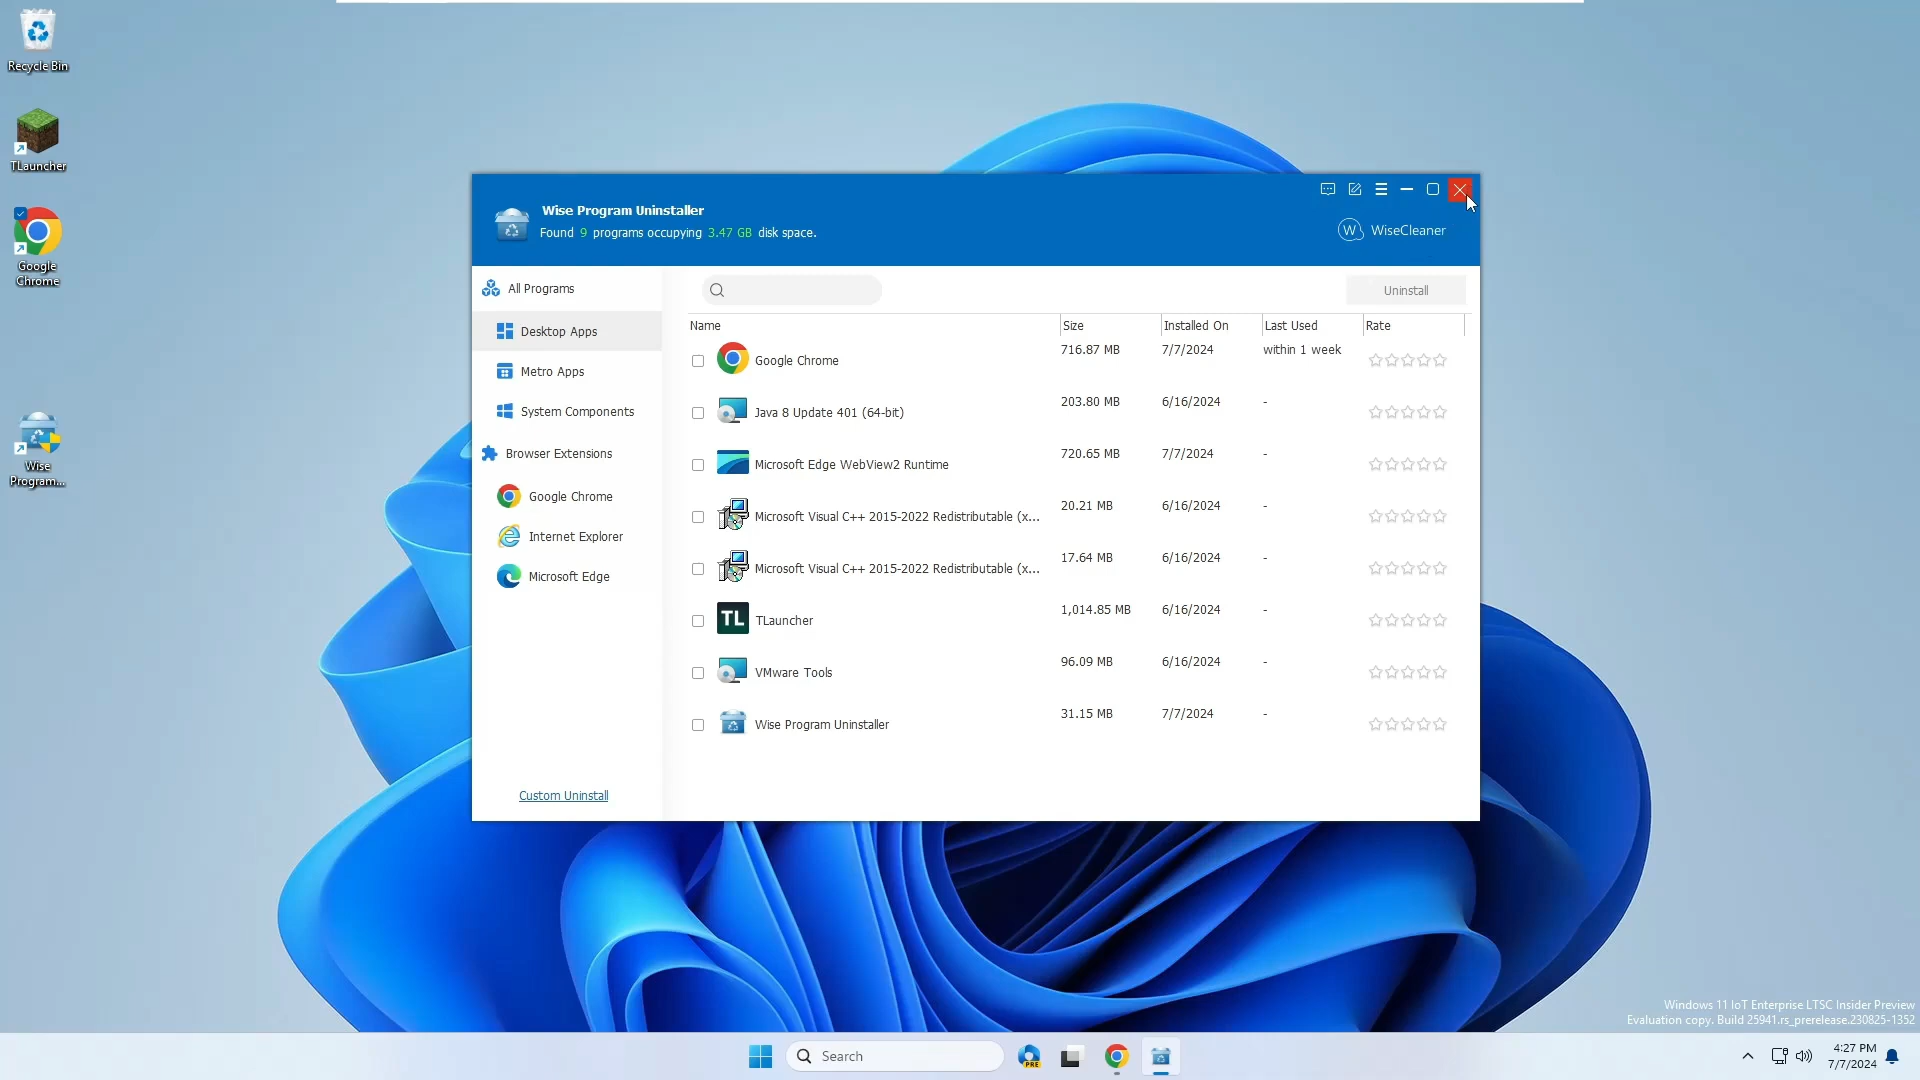 Recycle Bin
TLauncher
Google
Chrome
Wise
Program...
Wise Program Uninstaller
Found 9 programs occupying 3.47 GB disk space.
W WiseCleaner
All Programs
Desktop Apps
Metro Apps
System Components
Browser Extensions
Google Chrome
Internet Explorer
Microsoft Edge
Custom Uninstall
Uninstall
Name Size Installed On Last Used Rate
Google Chrome 716.87 MB 7/7/2024 within 1 week
Java 8 Update 401 (64-bit) 203.80 MB 6/16/2024 -
Microsoft Edge WebView2 Runtime 720.65 MB 7/7/2024 -
Microsoft Visual C++ 2015-2022 Redistributable (x... 20.21 MB 6/16/2024 -
Microsoft Visual C++ 2015-2022 Redistributable (x... 17.64 MB 6/16/2024 -
TL TLauncher 1,014.85 MB 6/16/2024 -
VMware Tools 96.09 MB 6/16/2024 -
Wise Program Uninstaller 31.15 MB 7/7/2024 -
Windows 11 IoT Enterprise LTSC Insider Preview
Evaluation copy. Build 25941.rs_prerelease.230825-1352
Search
PRE
4:27 PM
7/7/2024